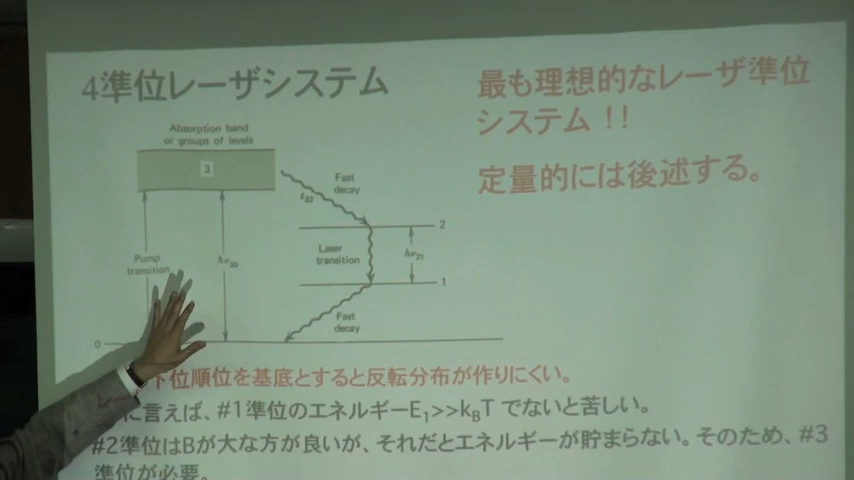 4準位レーザシステム
最も理想的なレーザ準位
システム !!
定量的には後述する。
Absorption band
or groups of levels
3
Fast
decay
t32
2
Pump
transition
hν30
Laser
transition
hν21
1
Fast
decay
0
下位順位を基底とすると反転分布が作りにくい。
に言えば、#1準位のエネルギーE1>>kBT でないと苦しい。
#2準位はBが大な方が良いが、それだとエネルギーが貯まらない。そのため、#3
準位が必要。